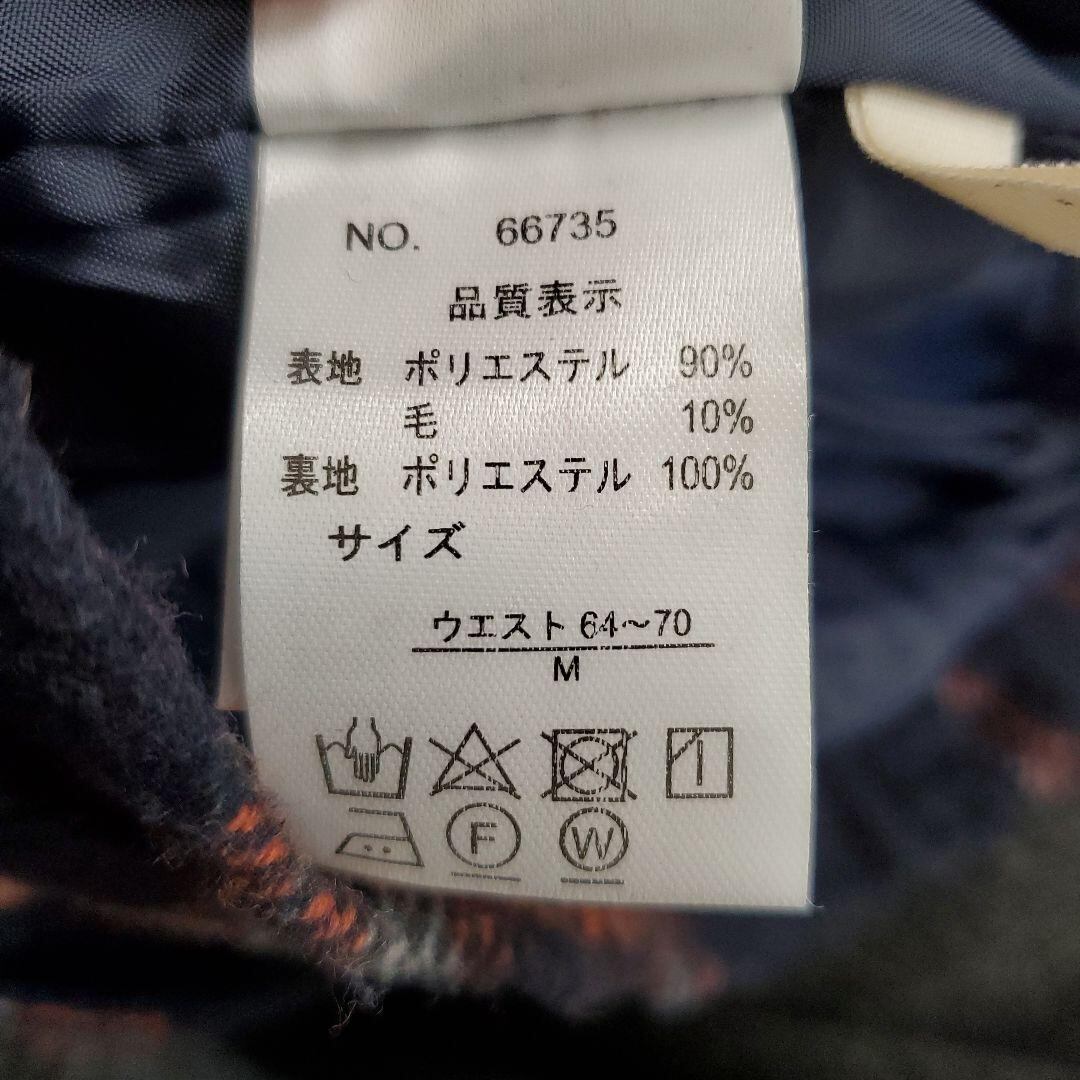 NO. 66735
品質表示
表地 ポリエステル 90%
毛 10%
裏地 ポリエステル 100%
サイズ
ウエスト 64～70
M
F W